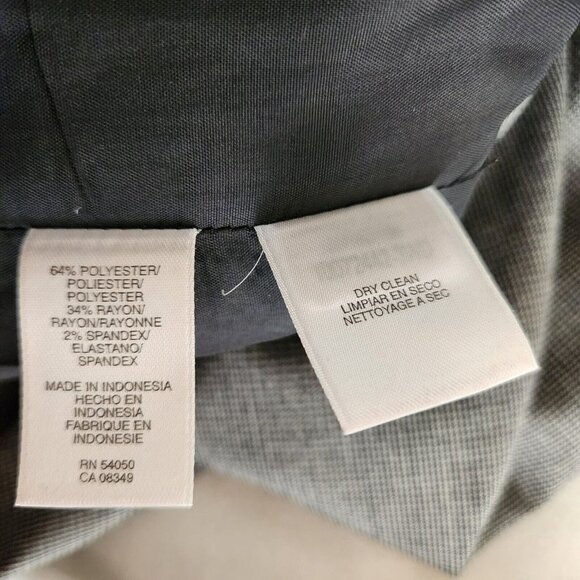 64% POLYESTER/
POLIESTER/
POLYESTER
34% RAYON/
RAYON/RAYONNE
2% SPANDEX/
ELASTANO/
SPANDEX
MADE IN INDONESIA
HECHO EN
INDONESIA
FABRIQUE EN
INDONESIE
RN 54050
CA 08349
DRY CLEAN
LIMPIAR EN SECO
NETTOYAGE A SEC